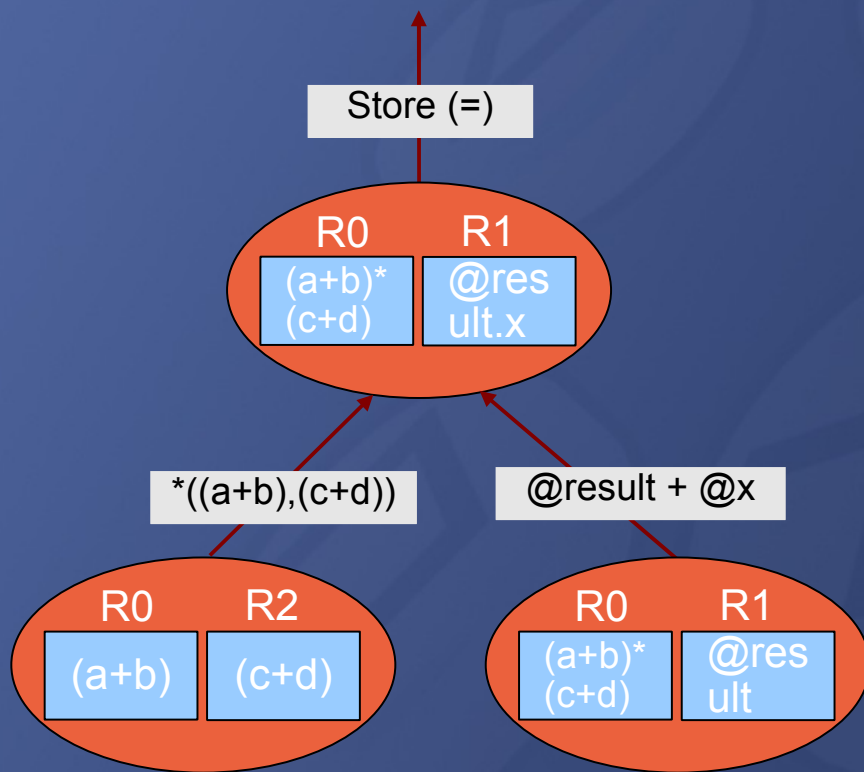 Store (=)
R0 R1
(a+b)* @res
(c+d) ult.x
*((a+b),(c+d)) @result + @x
R0 R2 R0 R1
(a+b) (c+d) (a+b)* @res
(c+d) ult